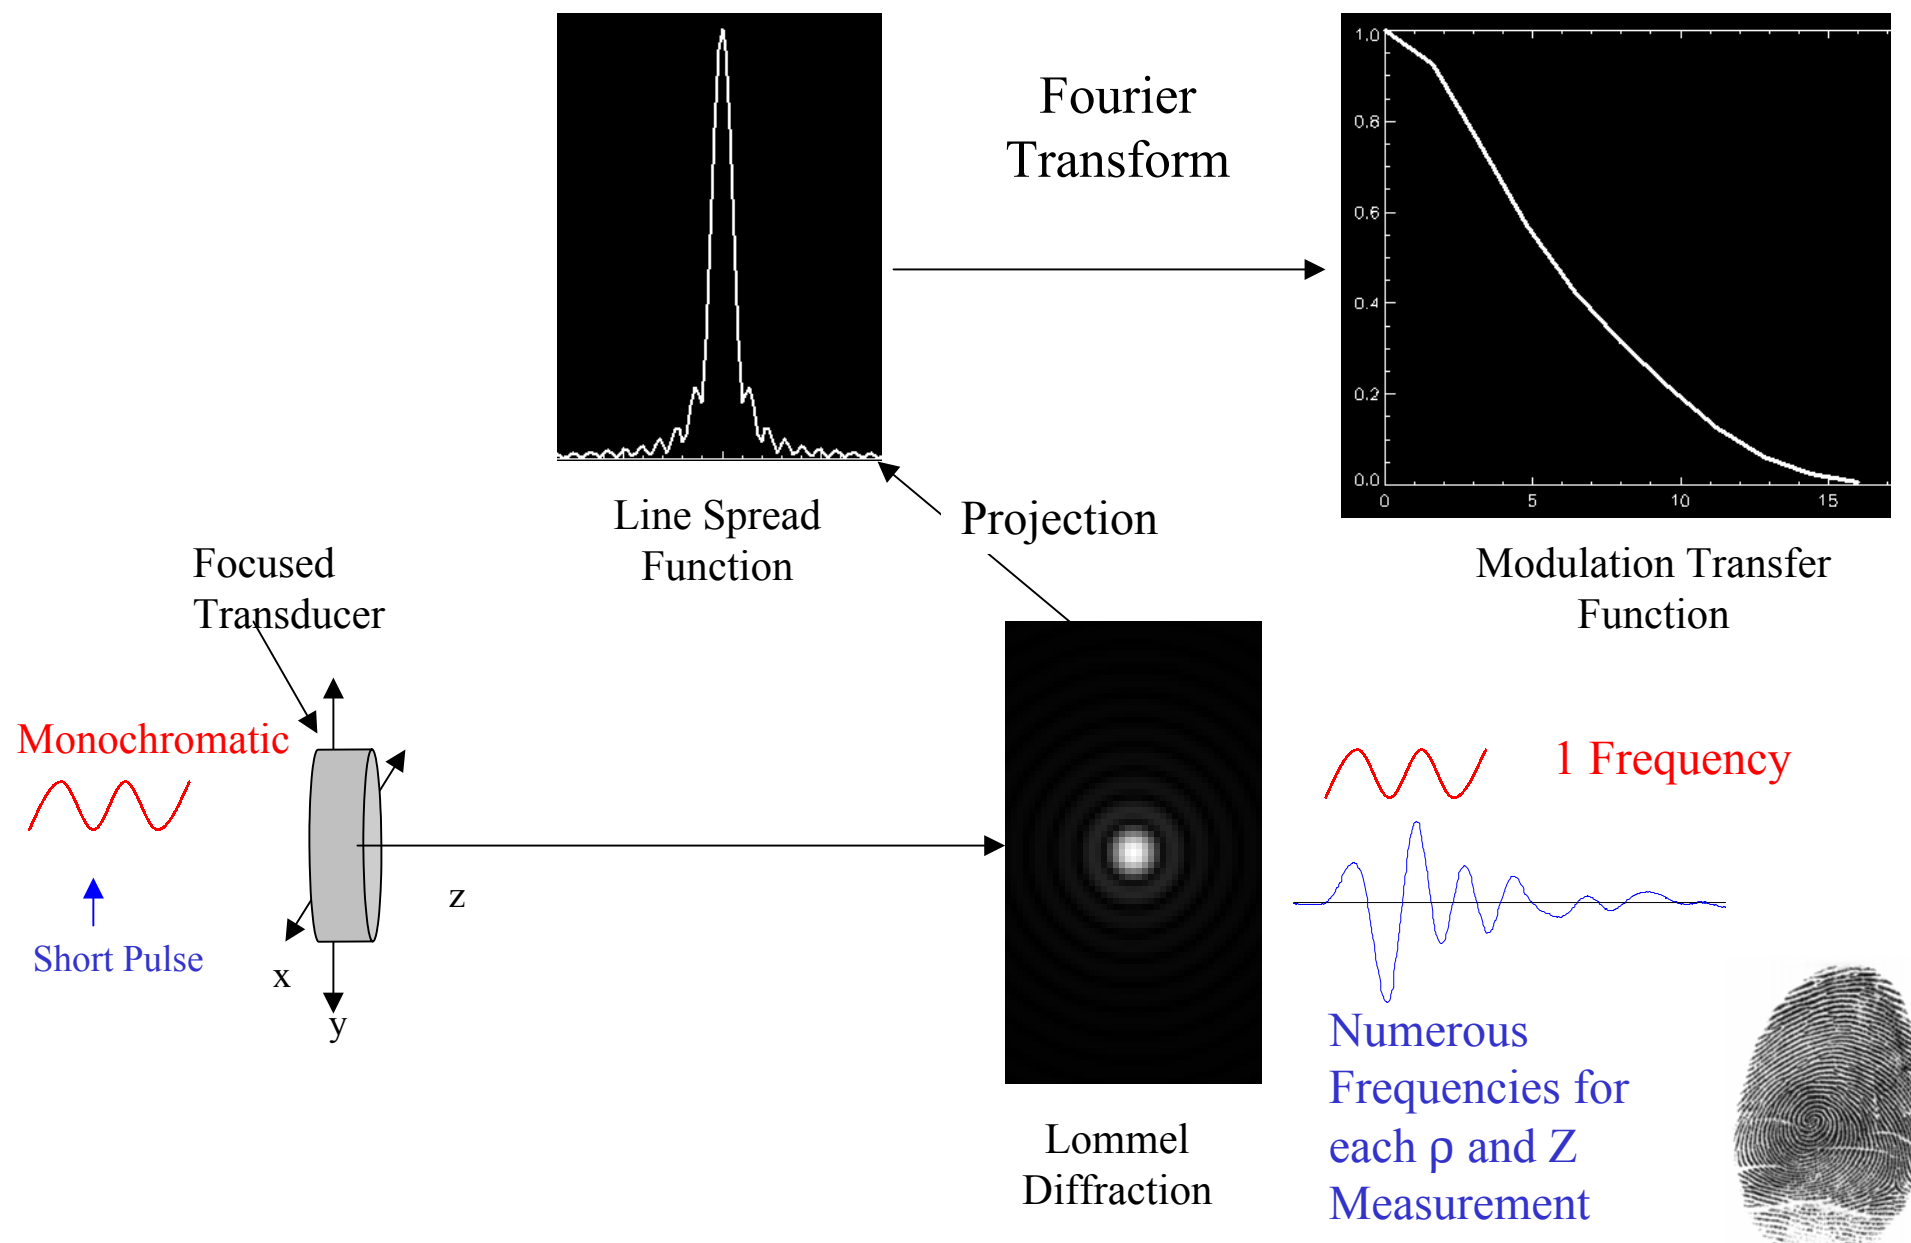 Fourier
Transform
1.0
0.8
0.6
0.4
0.2
0.0
0 5 10 15
Line Spread
Function
Projection
Modulation Transfer
Function
Focused
Transducer
Monochromatic
Short Pulse
x
y
z
1 Frequency
Numerous
Frequencies for
each ρ and Z
Measurement
Lommel
Diffraction